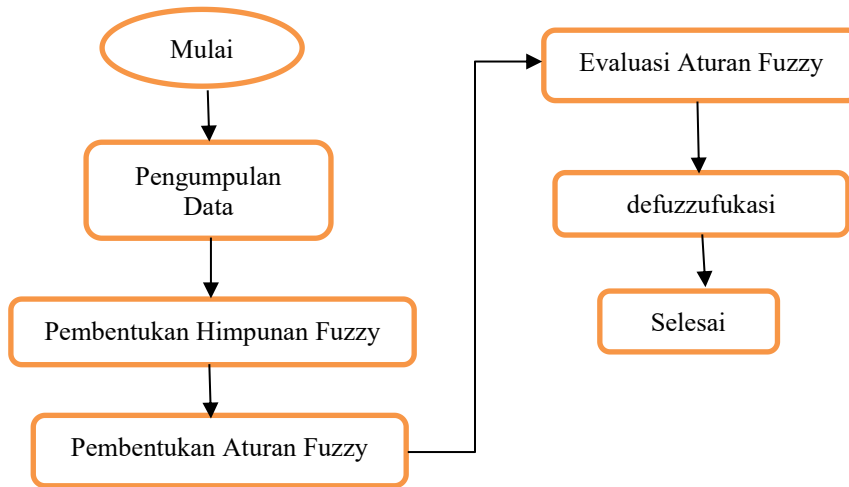 Mulai
Pengumpulan
Data
Pembentukan Himpunan Fuzzy
Pembentukan Aturan Fuzzy
Evaluasi Aturan Fuzzy
defuzzufukasi
Selesai